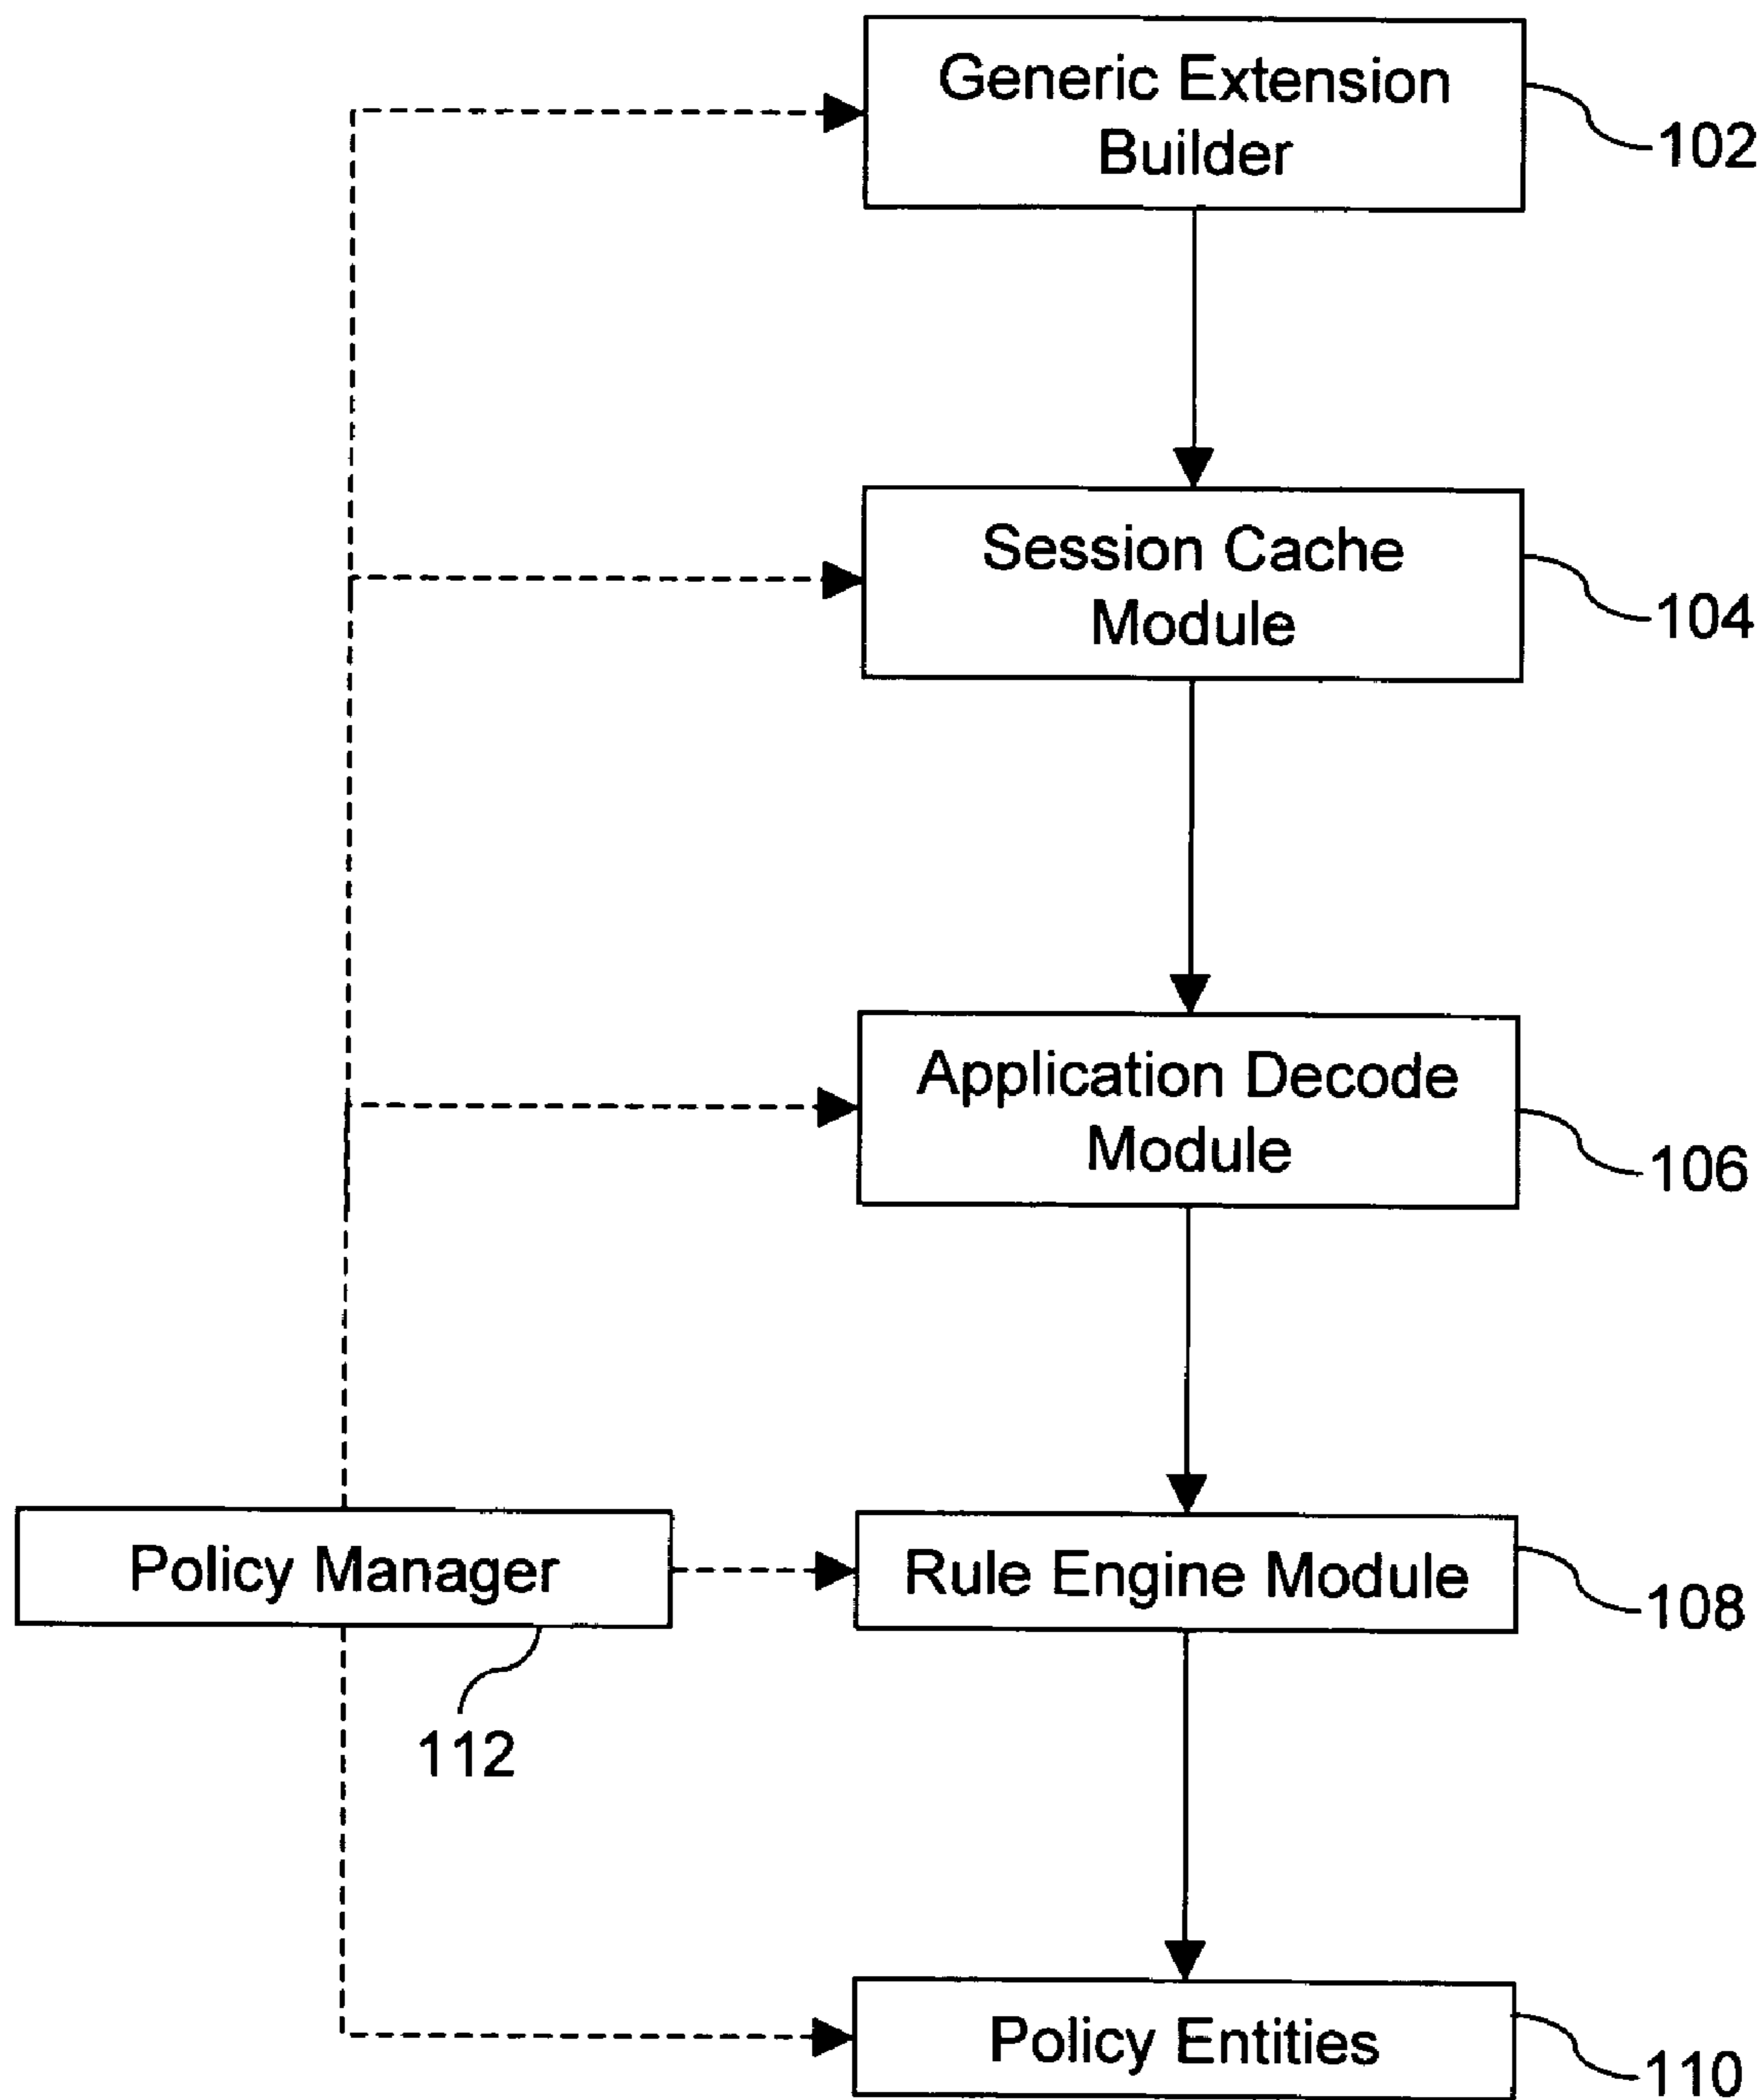 Generic Extension
Builder
102
Session Cache
Module
104
Application Decode
Module
106
Policy Manager
Rule Engine Module
108
112
Policy Entities
110